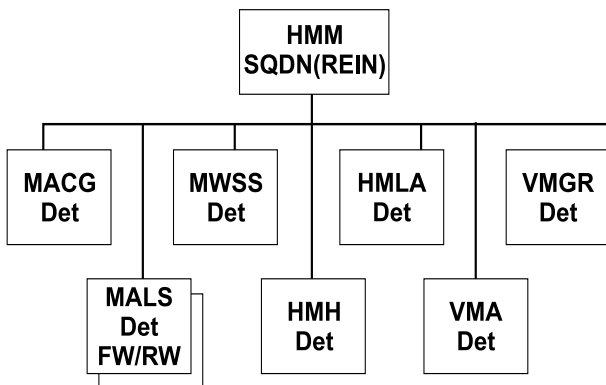 HMM
SQDN(REIN)
MACG
Det
MWSS
Det
HMLA
Det
VMGR
Det
MALS
Det
FW/RW
HMH
Det
VMA
Det